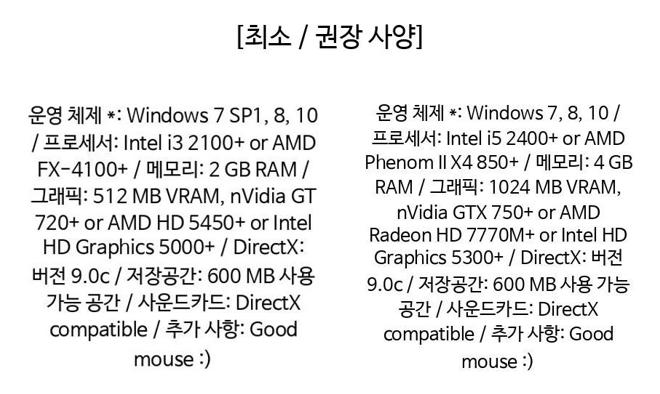 [최소 / 권장 사양]
운영 체제 *: Windows 7 SP1, 8, 10
/ 프로세서: Intel i3 2100+ or AMD
FX-4100+ / 메모리: 2 GB RAM /
그래픽: 512 MB VRAM, nVidia GT
720+ or AMD HD 5450+ or Intel
HD Graphics 5000+ / DirectX:
버전 9.0c / 저장공간: 600 MB 사용
가능 공간 / 사운드카드: DirectX
compatible / 추가 사항: Good
mouse :)
운영 체제 *: Windows 7, 8, 10 /
프로세서: Intel i5 2400+ or AMD
Phenom II X4 850+ / 메모리: 4 GB
RAM / 그래픽: 1024 MB VRAM,
nVidia GTX 750+ or AMD
Radeon HD 7770M+ or Intel HD
Graphics 5300+ / DirectX: 버전
9.0c / 저장공간: 600 MB 사용 가능
공간 / 사운드카드: DirectX
compatible / 추가 사항: Good
mouse :)